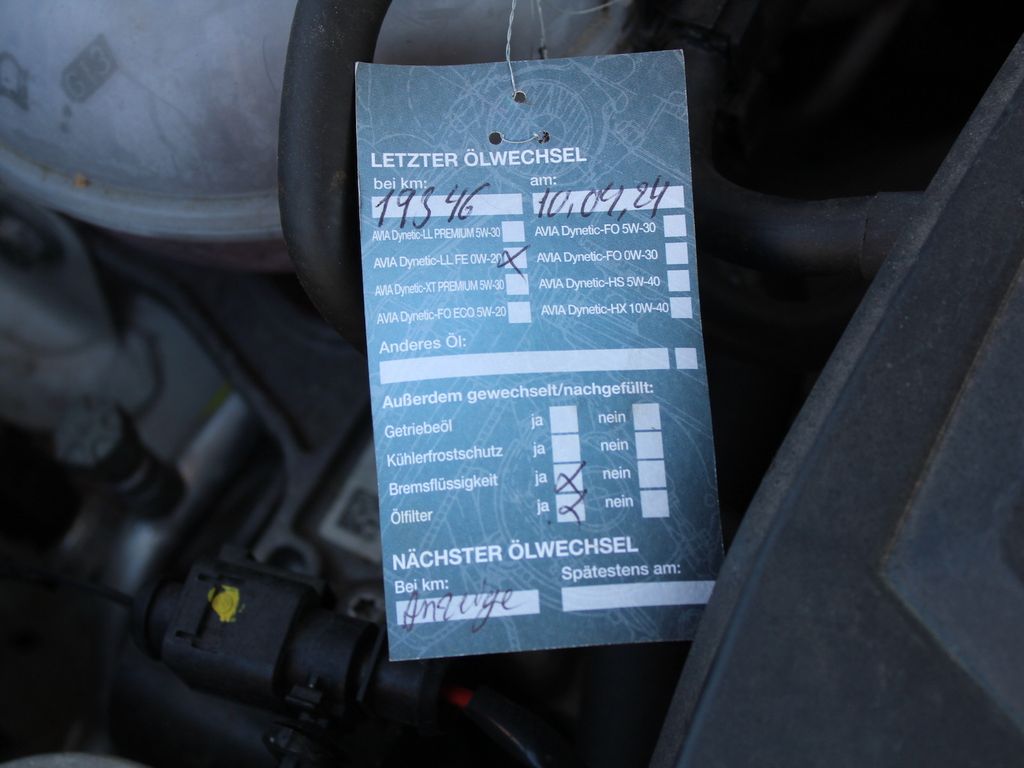 G13
LETZTER ÖLWECHSEL
bei km: am:
19346 10.04.24
AVIA Dynetic-LL PREMIUM 5W-30 AVIA Dynetic-FO 5W-30
AVIA Dynetic-LL FE 0W-20 X AVIA Dynetic-FO 0W-30
AVIA Dynetic-XT PREMIUM 5W-30 AVIA Dynetic-HS 5W-40
AVIA Dynetic-FO ECO 5W-20 AVIA Dynetic-HX 10W-40
Anderes Öl:
Außerdem gewechselt/nachgefüllt:
Getriebeöl ja nein
Kühlerfrostschutz ja nein
Bremsflüssigkeit ja X nein
Ölfilter ja X nein
NÄCHSTER ÖLWECHSEL
Bei km: Spätestens am:
Anzeige